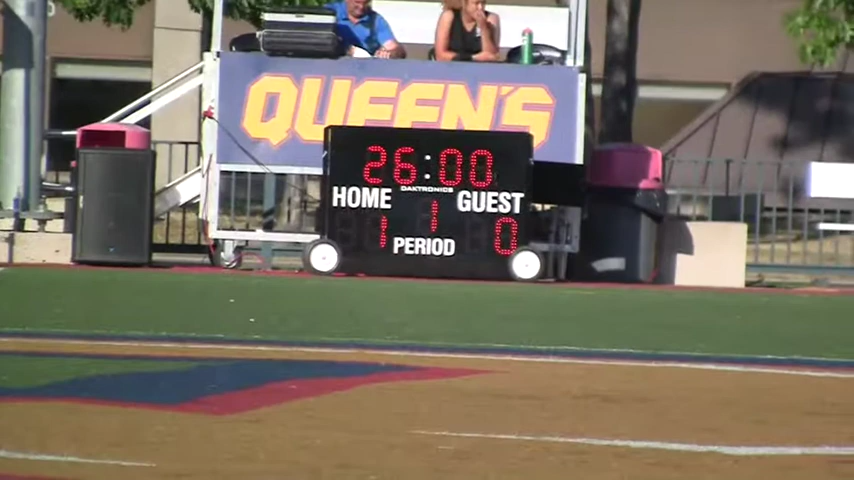 QUEEN'S
26:00
DAKTRONICS
HOME GUEST
1 1 0
PERIOD